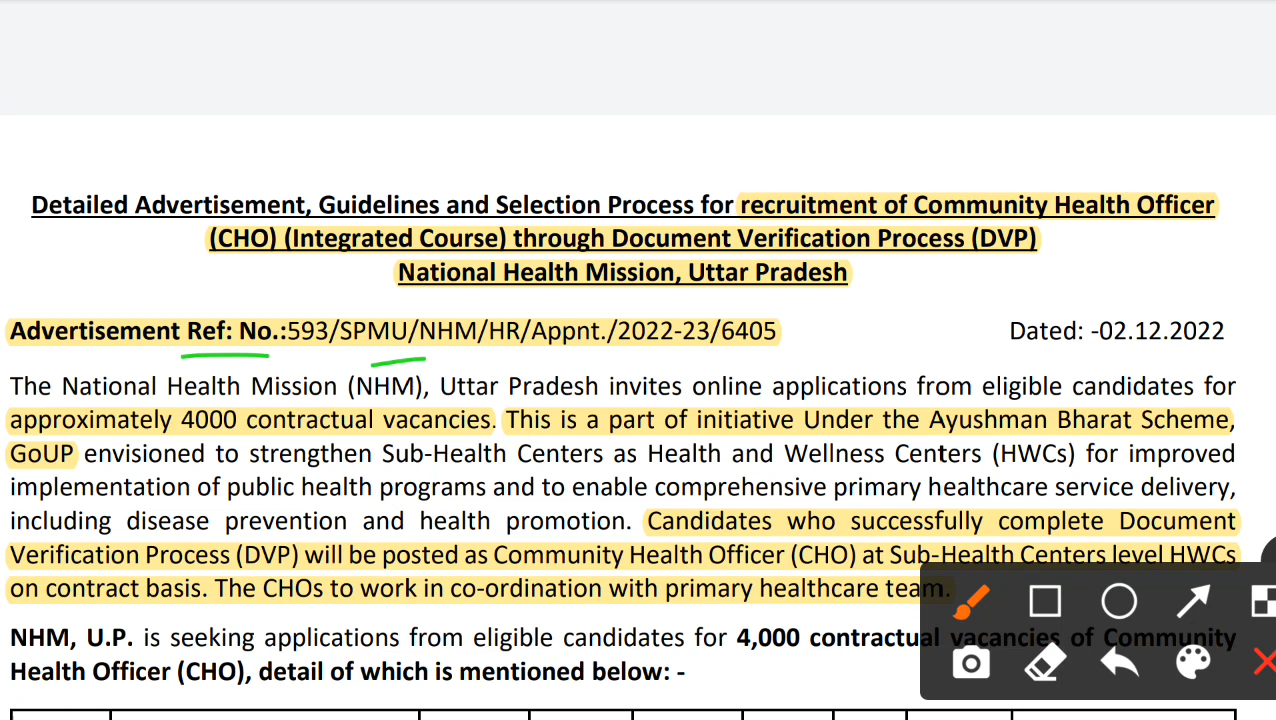 Detailed Advertisement, Guidelines and Selection Process for recruitment of Community Health Officer
(CHO) (Integrated Course) through Document Verification Process (DVP)
National Health Mission, Uttar Pradesh
Advertisement Ref: No.:593/SPMU/NHM/HR/Appnt./2022-23/6405 Dated: -02.12.2022
The National Health Mission (NHM), Uttar Pradesh invites online applications from eligible candidates for
approximately 4000 contractual vacancies. This is a part of initiative Under the Ayushman Bharat Scheme,
GoUP envisioned to strengthen Sub-Health Centers as Health and Wellness Centers (HWCs) for improved
implementation of public health programs and to enable comprehensive primary healthcare service delivery,
including disease prevention and health promotion. Candidates who successfully complete Document
Verification Process (DVP) will be posted as Community Health Officer (CHO) at Sub-Health Centers level HWCs
on contract basis. The CHOs to work in co-ordination with primary healthcare team.
NHM, U.P. is seeking applications from eligible candidates for 4,000 contractual vacancies of Community
Health Officer (CHO), detail of which is mentioned below: -